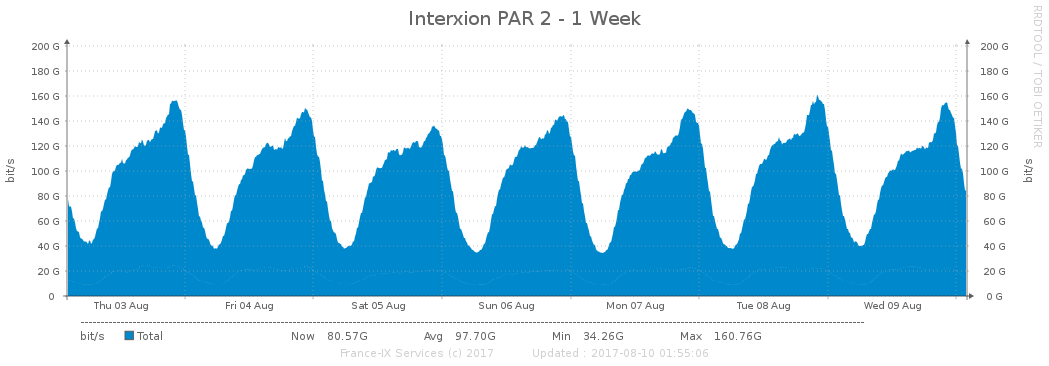 Interxion PAR 2 - 1 Week
RRDTOOL / TOBI OETIKER
bit/s
200 G 200 G
180 G 180 G
160 G 160 G
140 G 140 G
120 G 120 G
100 G 100 G
80 G 80 G
60 G 60 G
40 G 40 G
20 G 20 G
0 0 G
bit/s
Thu 03 Aug Fri 04 Aug Sat 05 Aug Sun 06 Aug Mon 07 Aug Tue 08 Aug Wed 09 Aug
bit/s Total Now 80.57G Avg 97.70G Min 34.26G Max 160.76G
France-IX Services (c) 2017 Updated : 2017-08-10 01:55:06